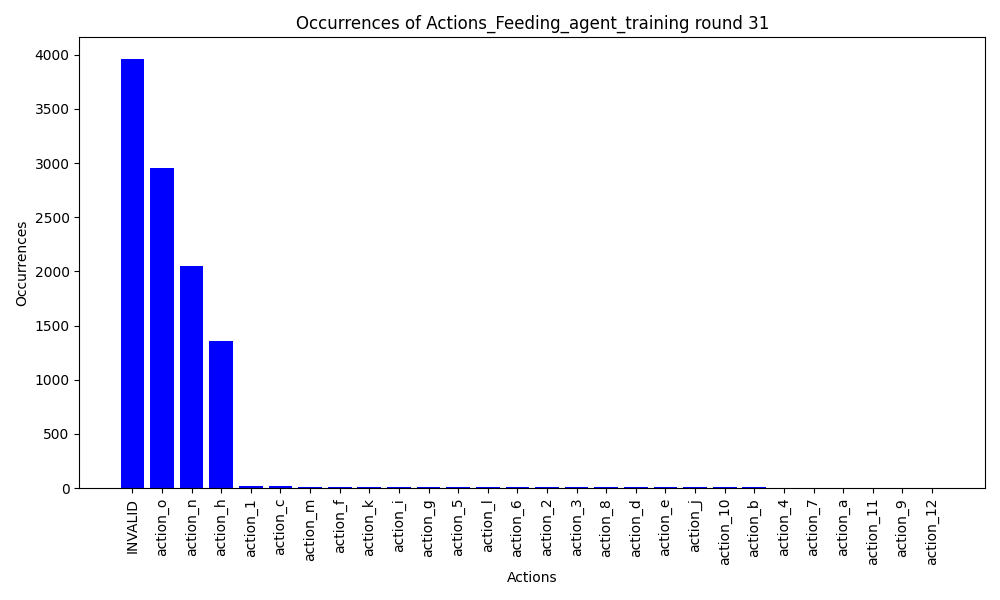 Occurrences of Actions_Feeding_agent_training round 31
Occurrences
4000
3500
3000
2500
2000
1500
1000
500
0
INVALID
action_o
action_n
action_h
action_1
action_c
action_m
action_f
action_k
action_i
action_g
action_5
action_l
action_6
action_2
action_3
action_8
action_d
action_e
action_j
action_10
action_b
action_4
action_7
action_a
action_11
action_9
action_12
Actions